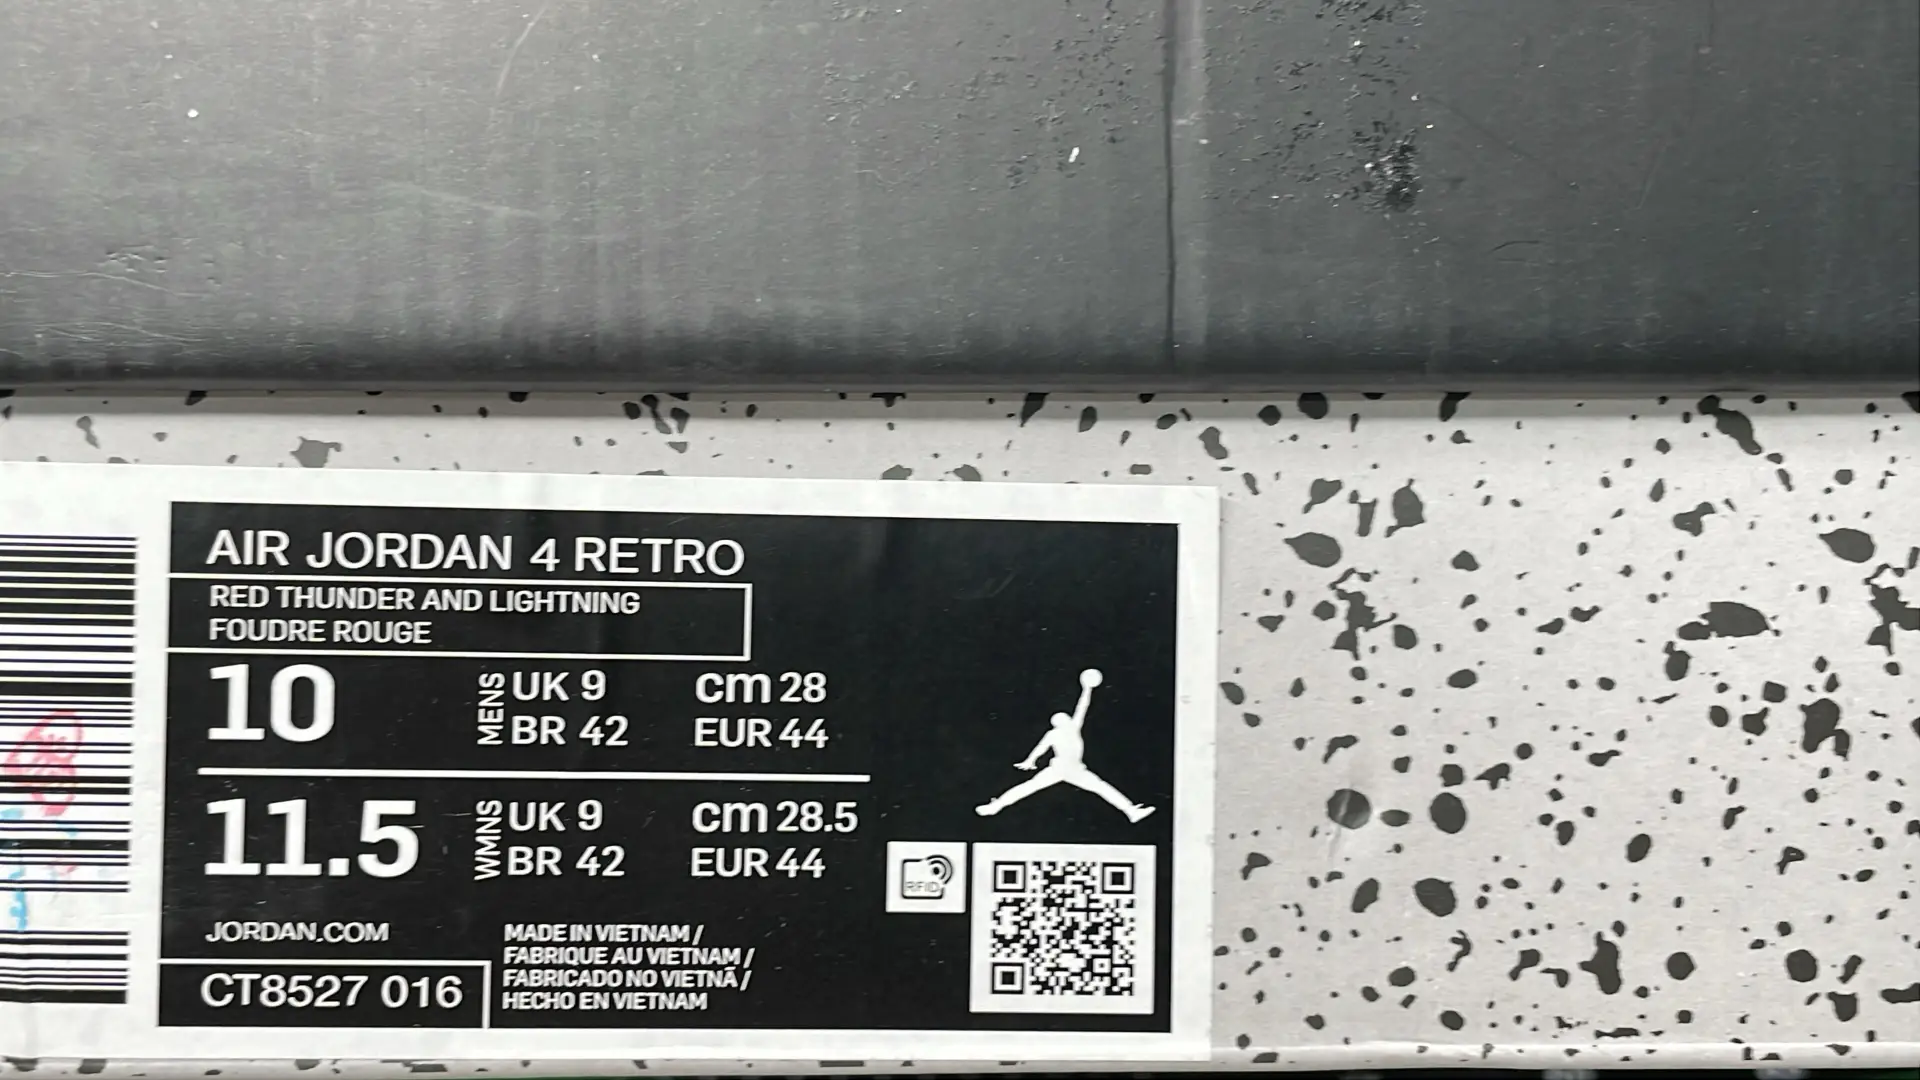 AIR JORDAN 4 RETRO
RED THUNDER AND LIGHTNING
FOUDRE ROUGE
10
MENS
UK 9
cm 28
BR 42
EUR 44
11.5
WMNS
UK 9
cm 28.5
BR 42
EUR 44
RFID
JORDAN.COM
CT8527 016
MADE IN VIETNAM /
FABRIQUE AU VIETNAM /
FABRICADO NO VIETNÃ /
HECHO EN VIETNAM